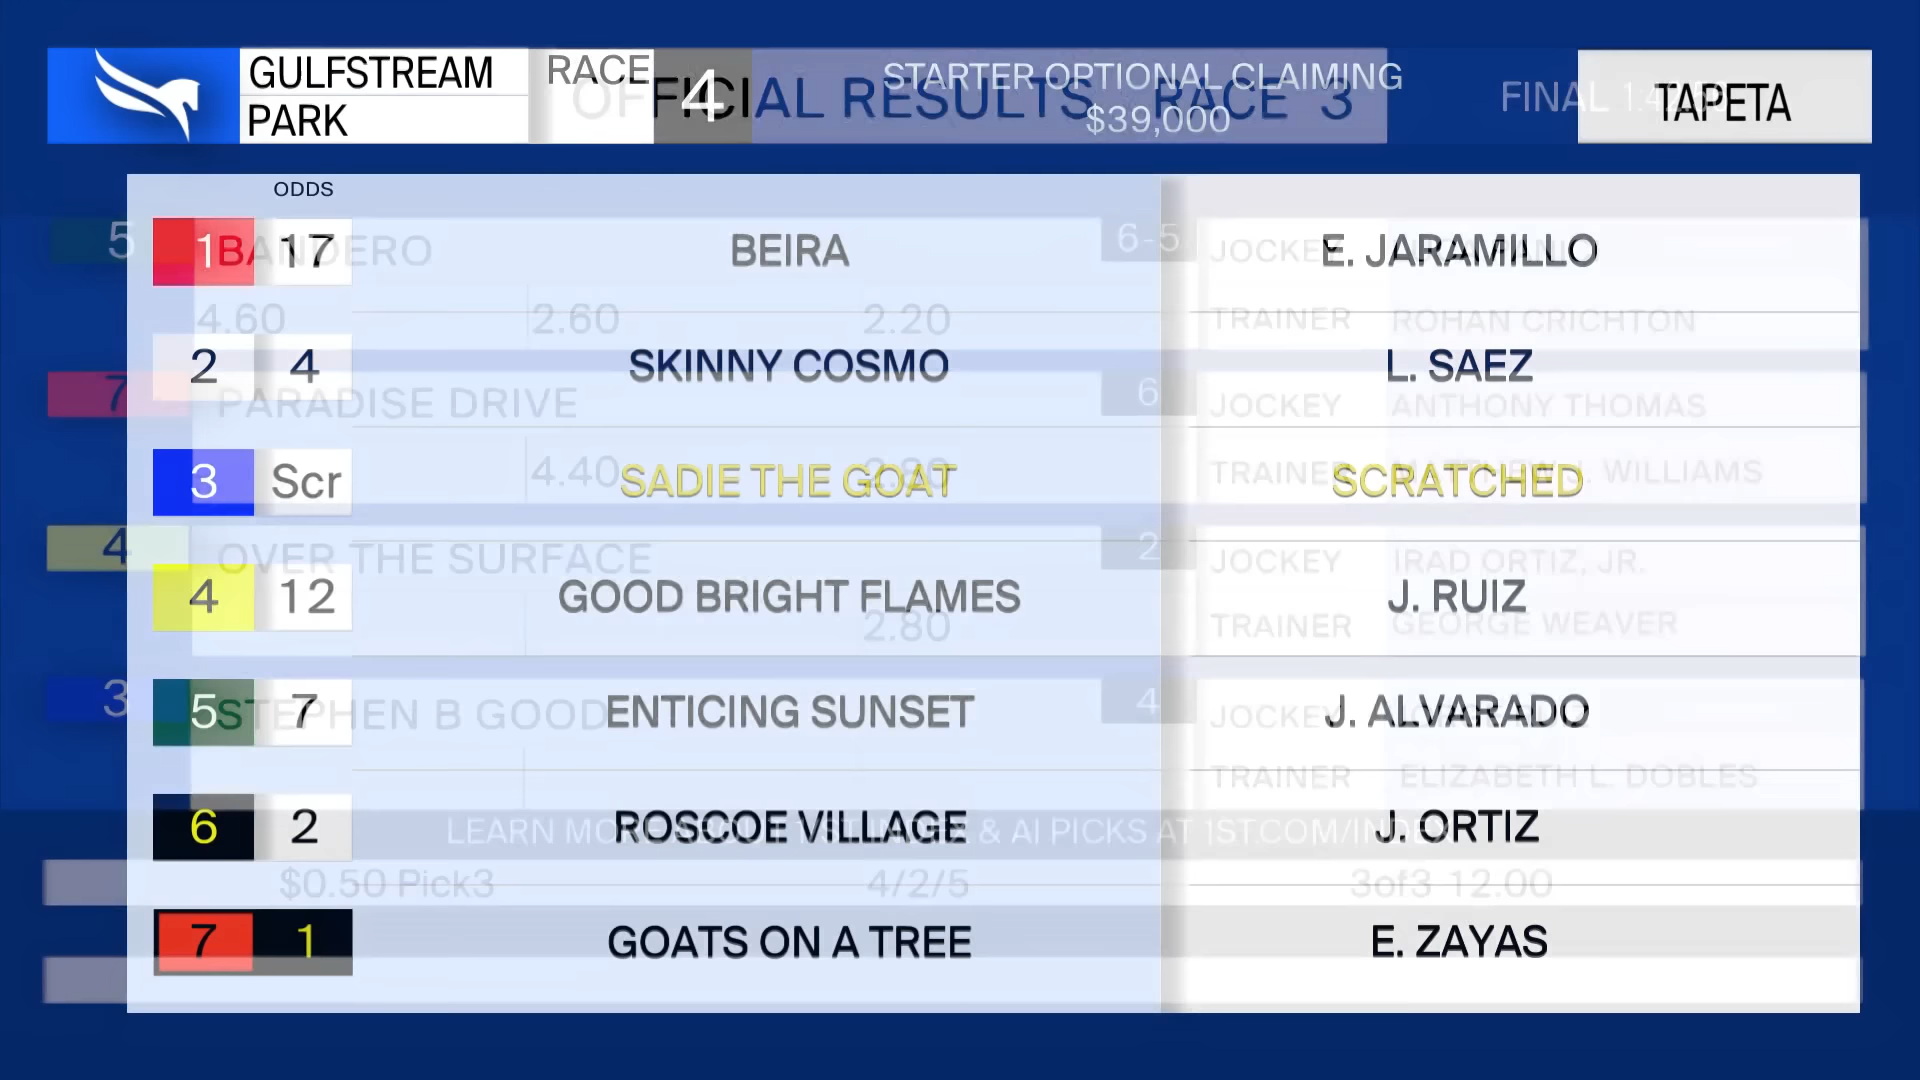 GULFSTREAM
PARK
RACE
4
STARTER OPTIONAL CLAIMING
$39,000
TAPETA
OFFICIAL RESULTS RACE 3
FINAL
ODDS
1 17 BEIRA E. JARAMILLO
2 4 SKINNY COSMO L. SAEZ
3 Scr SADIE THE GOAT SCRATCHED
4 12 GOOD BRIGHT FLAMES J. RUIZ
5 7 ENTICING SUNSET J. ALVARADO
6 2 ROSCOE VILLAGE J. ORTIZ
7 1 GOATS ON A TREE E. ZAYAS
5 BANDERO 6-5 JOCKEY
4.60 2.60 2.20 TRAINER ROHAN CRICHTON
7 PARADISE DRIVE 6 JOCKEY ANTHONY THOMAS
4.40 2.80 TRAINER WILLIAMS
4 OVER THE SURFACE 2 JOCKEY IRAD ORTIZ, JR.
2.80 TRAINER GEORGE WEAVER
3 STEPHEN B GOOD 4 JOCKEY
TRAINER ELIZABETH L. DOBLES
LEARN MORE ABOUT 1ST INDEX & AI PICKS AT 1ST.COM/INDEX
$0.50 Pick3 4/2/5 3of3 12.00